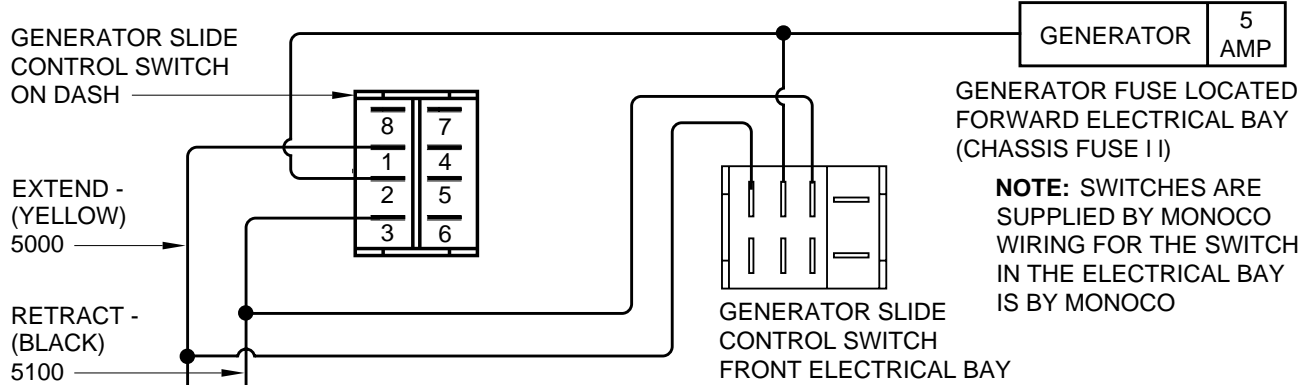 GENERATOR SLIDE
CONTROL SWITCH
ON DASH
EXTEND -
(YELLOW)
5000
RETRACT -
(BLACK)
5100
8 7
1 4
2 5
3 6
GENERATOR 5
AMP
GENERATOR FUSE LOCATED
FORWARD ELECTRICAL BAY
(CHASSIS FUSE I I)
NOTE: SWITCHES ARE
SUPPLIED BY MONOCO
WIRING FOR THE SWITCH
IN THE ELECTRICAL BAY
IS BY MONOCO
GENERATOR SLIDE
CONTROL SWITCH
FRONT ELECTRICAL BAY